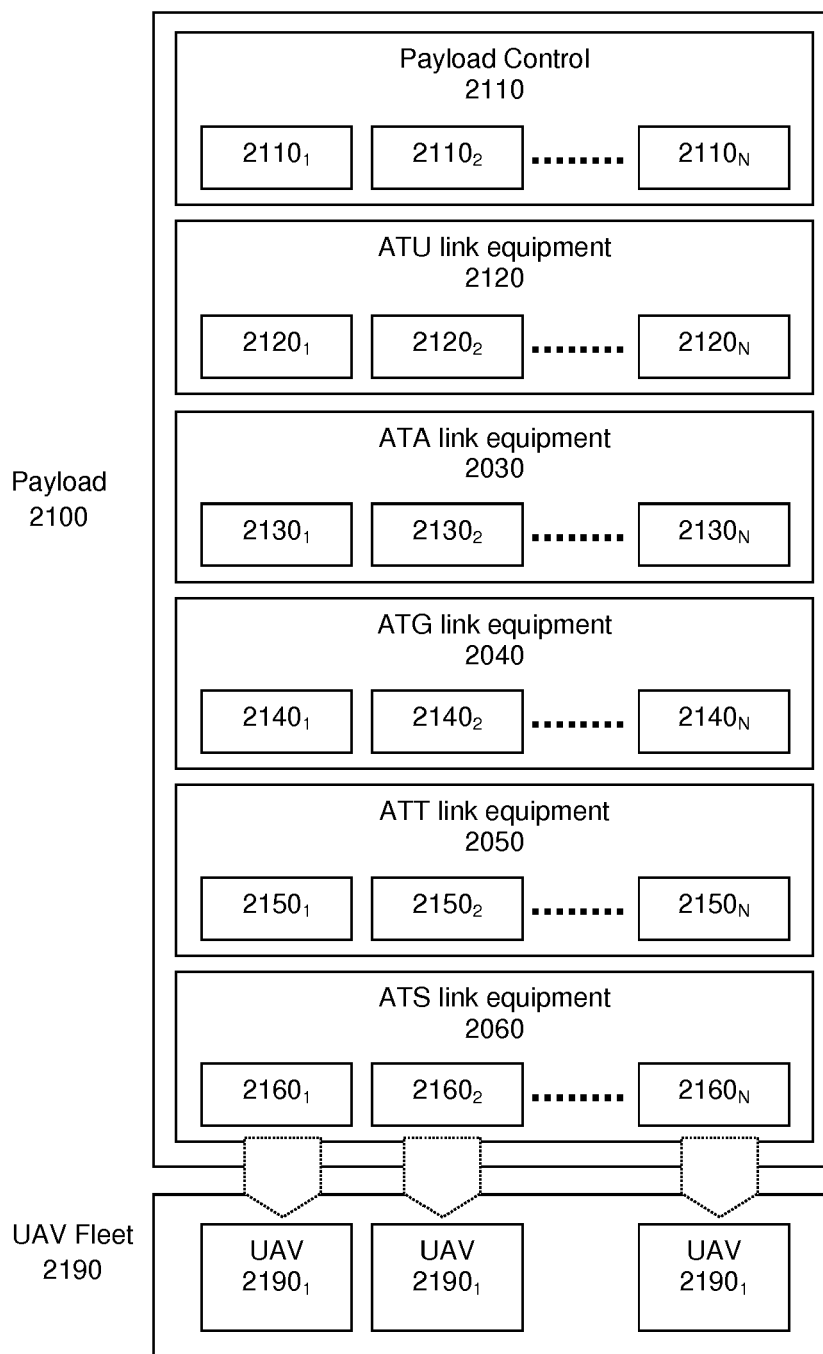 Payload Control
2110
2110₁ 2110₂ ........ 2110N
ATU link equipment
2120
2120₁ 2120₂ ........ 2120N
ATA link equipment
2030
Payload
2100
2130₁ 2130₂ ........ 2130N
ATG link equipment
2040
2140₁ 2140₂ ........ 2140N
ATT link equipment
2050
2150₁ 2150₂ ........ 2150N
ATS link equipment
2060
2160₁ 2160₂ ........ 2160N
UAV Fleet
2190
UAV UAV UAV
2190₁ 2190₁ 2190₁